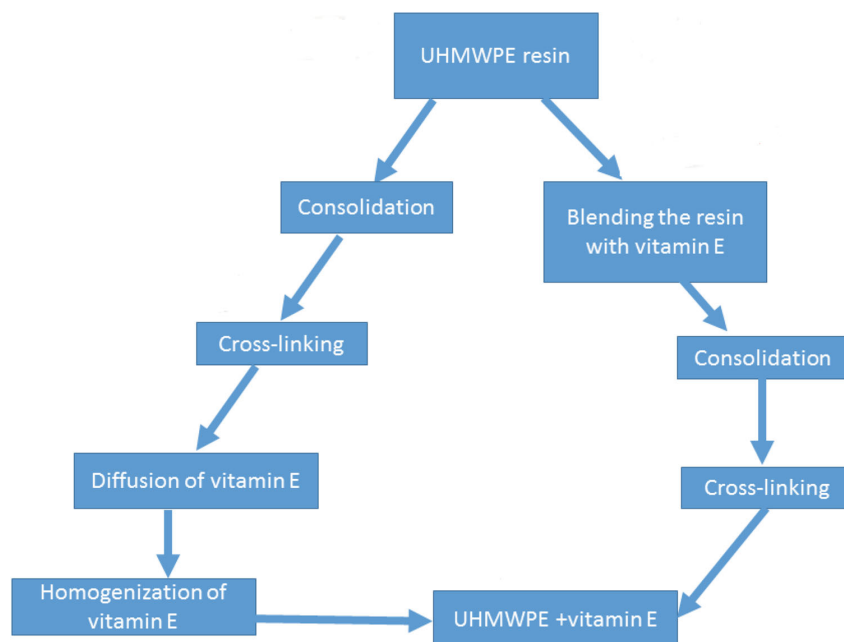 UHMWPE resin
Consolidation
Blending the resin
with vitamin E
Cross-linking
Consolidation
Diffusion of vitamin E
Cross-linking
Homogenization of
vitamin E
UHMWPE +vitamin E